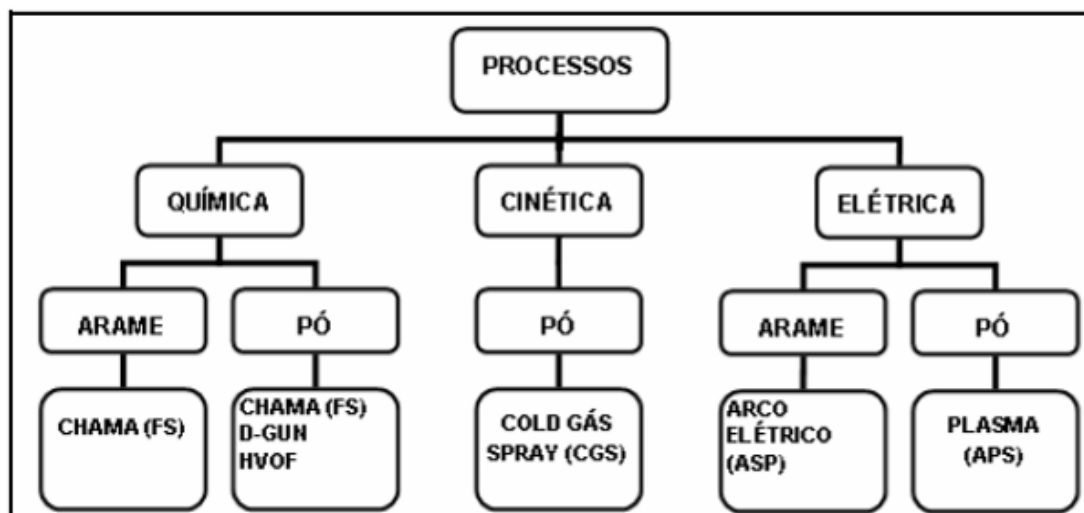 PROCESSOS
QUÍMICA
CINÉTICA
ELÉTRICA
ARAME
PÓ
PÓ
ARAME
PÓ
CHAMA (FS)
CHAMA (FS)
D-GUN
HVOF
COLD GÁS
SPRAY (CGS)
ARCO
ELÉTRICO
(ASP)
PLASMA
(APS)